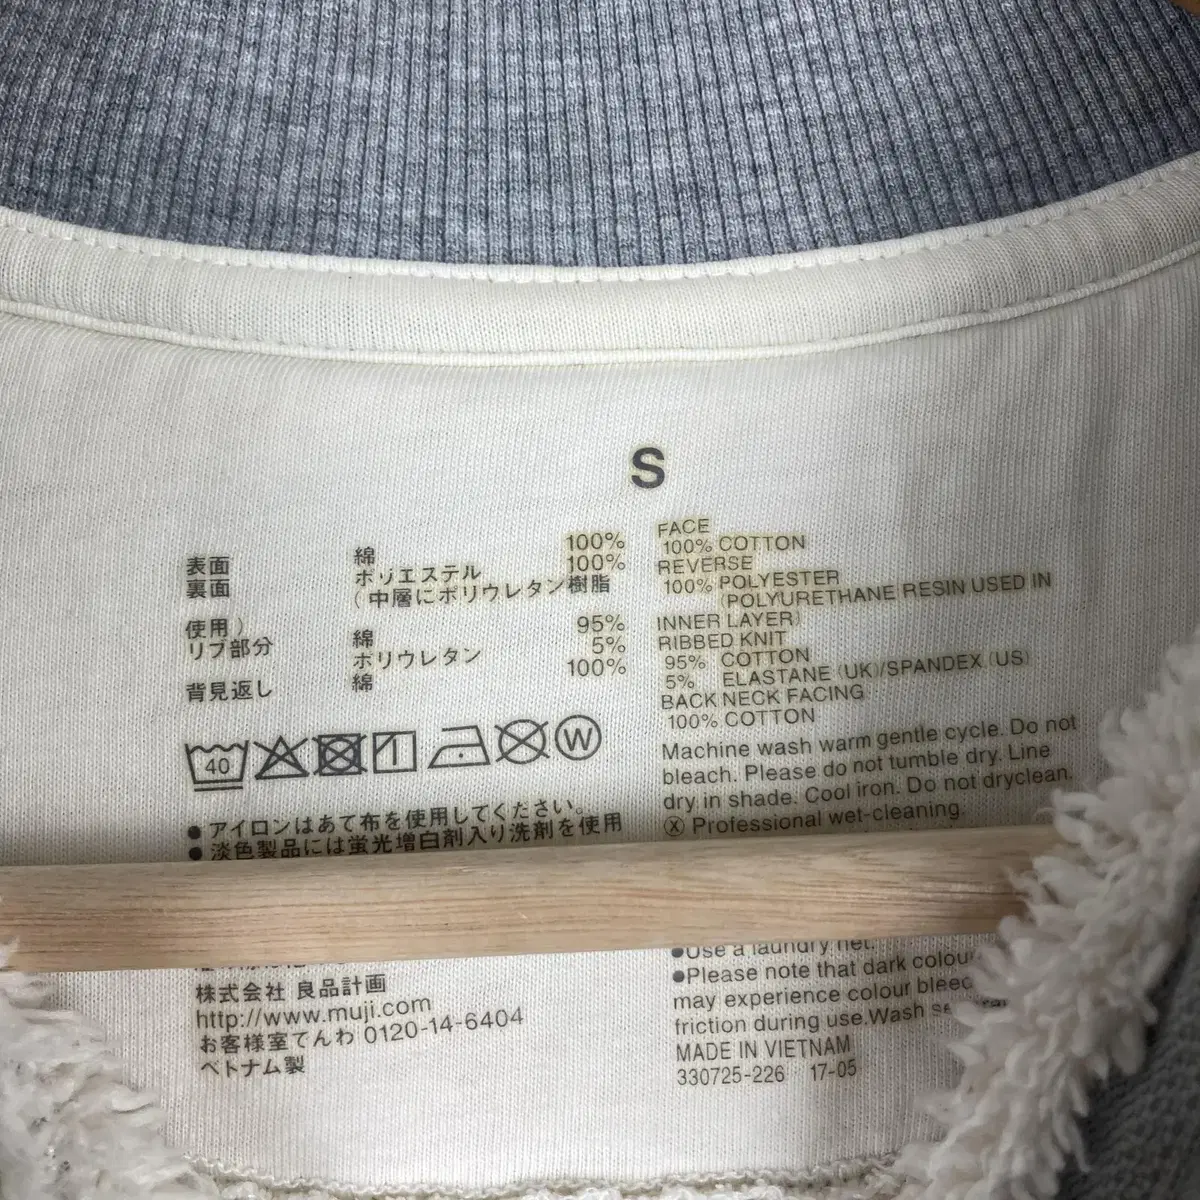 S
表面 綿 100%
裏面 ポリエステル 100%
(中層にポリウレタン樹脂
使用)
リブ部分 綿 95%
ポリウレタン 5%
背見返し 綿 100%
40 W
●アイロンはあて布を使用してください。
●淡色製品には蛍光増白剤入り洗剤を使用
株式会社 良品計画
http://www.muji.com
お客様室てんわ 0120-14-6404
ベトナム製
FACE
100% COTTON
REVERSE
100% POLYESTER
(POLYURETHANE RESIN USED IN
INNER LAYER)
RIBBED KNIT
95% COTTON
5% ELASTANE (UK)/SPANDEX (US)
BACK NECK FACING
100% COTTON
Machine wash warm gentle cycle. Do not
bleach. Please do not tumble dry. Line
dry in shade. Cool iron. Do not dryclean.
Ⓧ Professional wet-cleaning.
●Use a laundry net.
●Please note that dark colour
may experience colour bleed
friction during use.Wash
MADE IN VIETNAM
330725-226 17-05